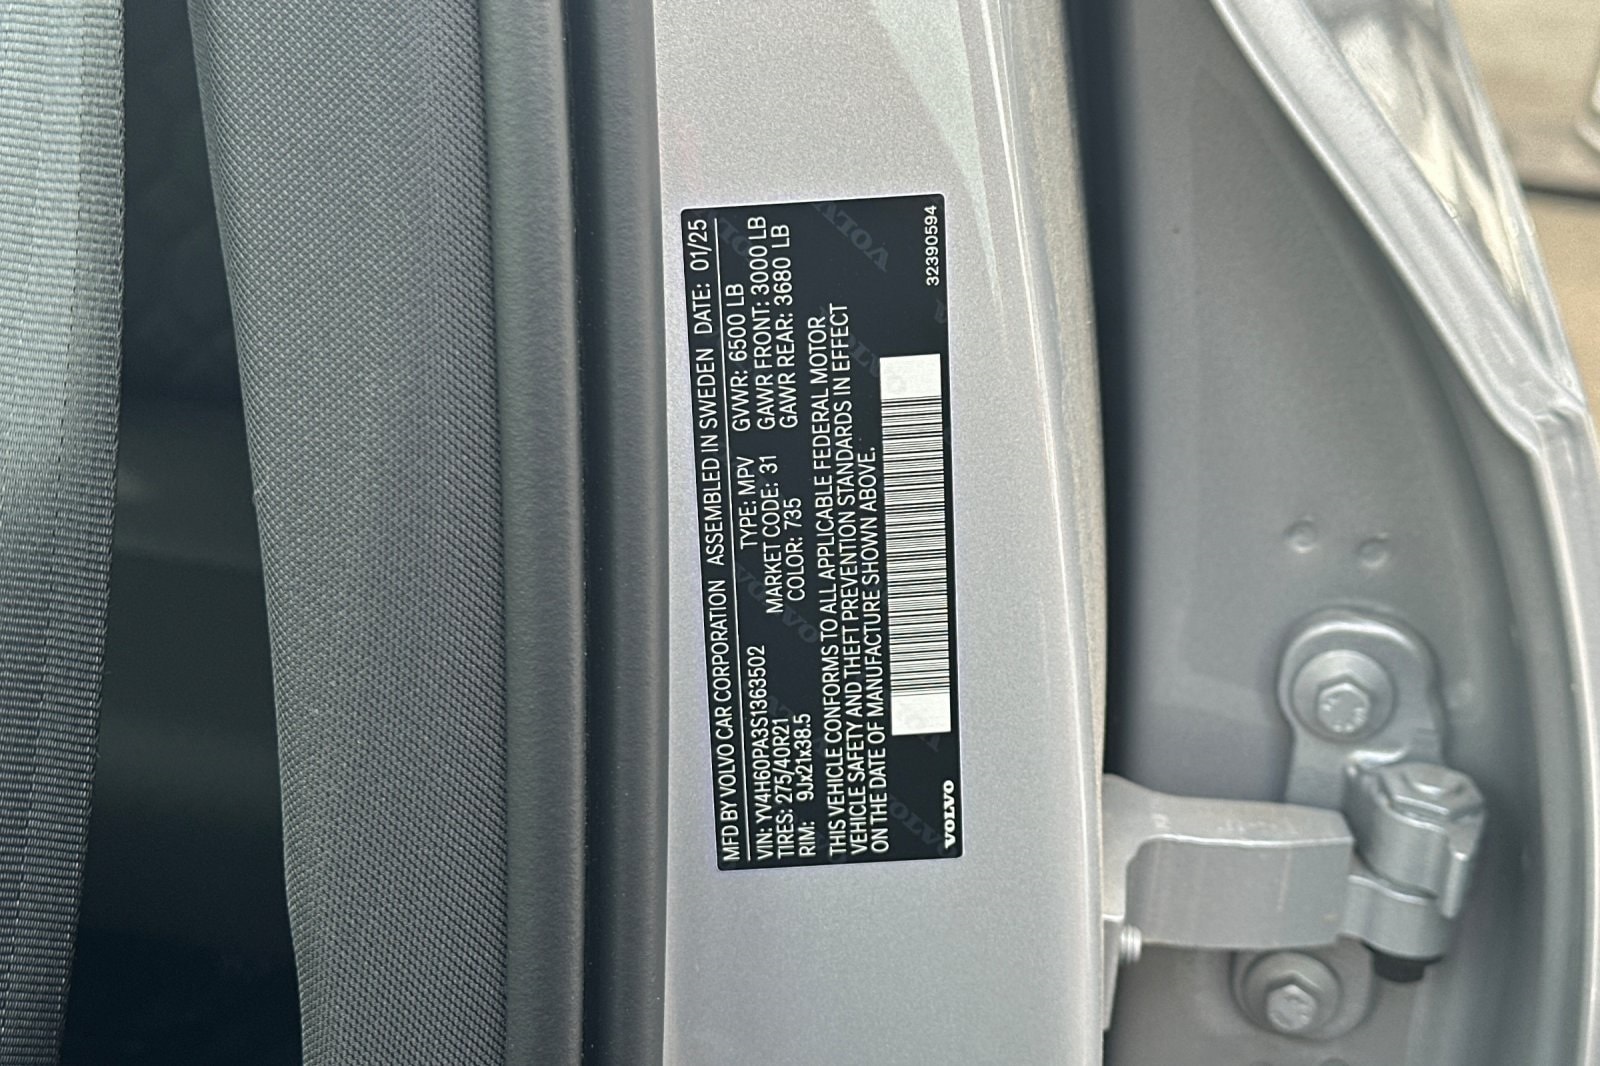 MFD BY VOLVO CAR CORPORATION ASSEMBLED IN SWEDEN DATE: 01/25
VIN: YV4H60PA3S1363502 TYPE: MPV GVWR: 6500 LB
TIRES: 275/40R21 MARKET CODE: 31 GAWR FRONT: 3000 LB
RIM: 9Jx21x38.5 COLOR: 735 GAWR REAR: 3680 LB
THIS VEHICLE CONFORMS TO ALL APPLICABLE FEDERAL MOTOR
VEHICLE SAFETY AND THEFT PREVENTION STANDARDS IN EFFECT
ON THE DATE OF MANUFACTURE SHOWN ABOVE.
VOLVO 32390594